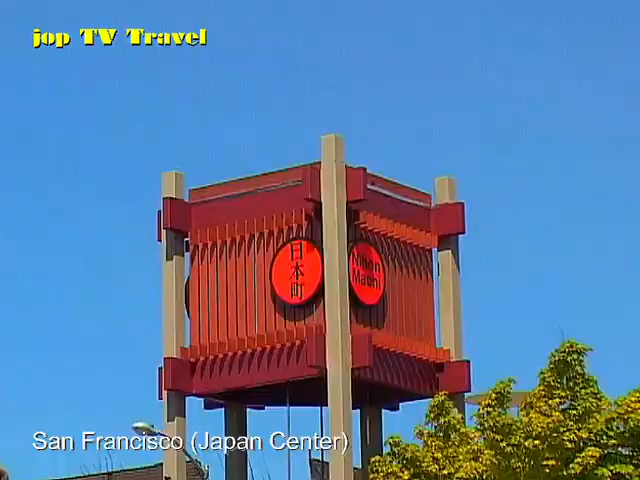 jop TV Travel
日本町
Nihon
Machi
San Francisco (Japan Center)